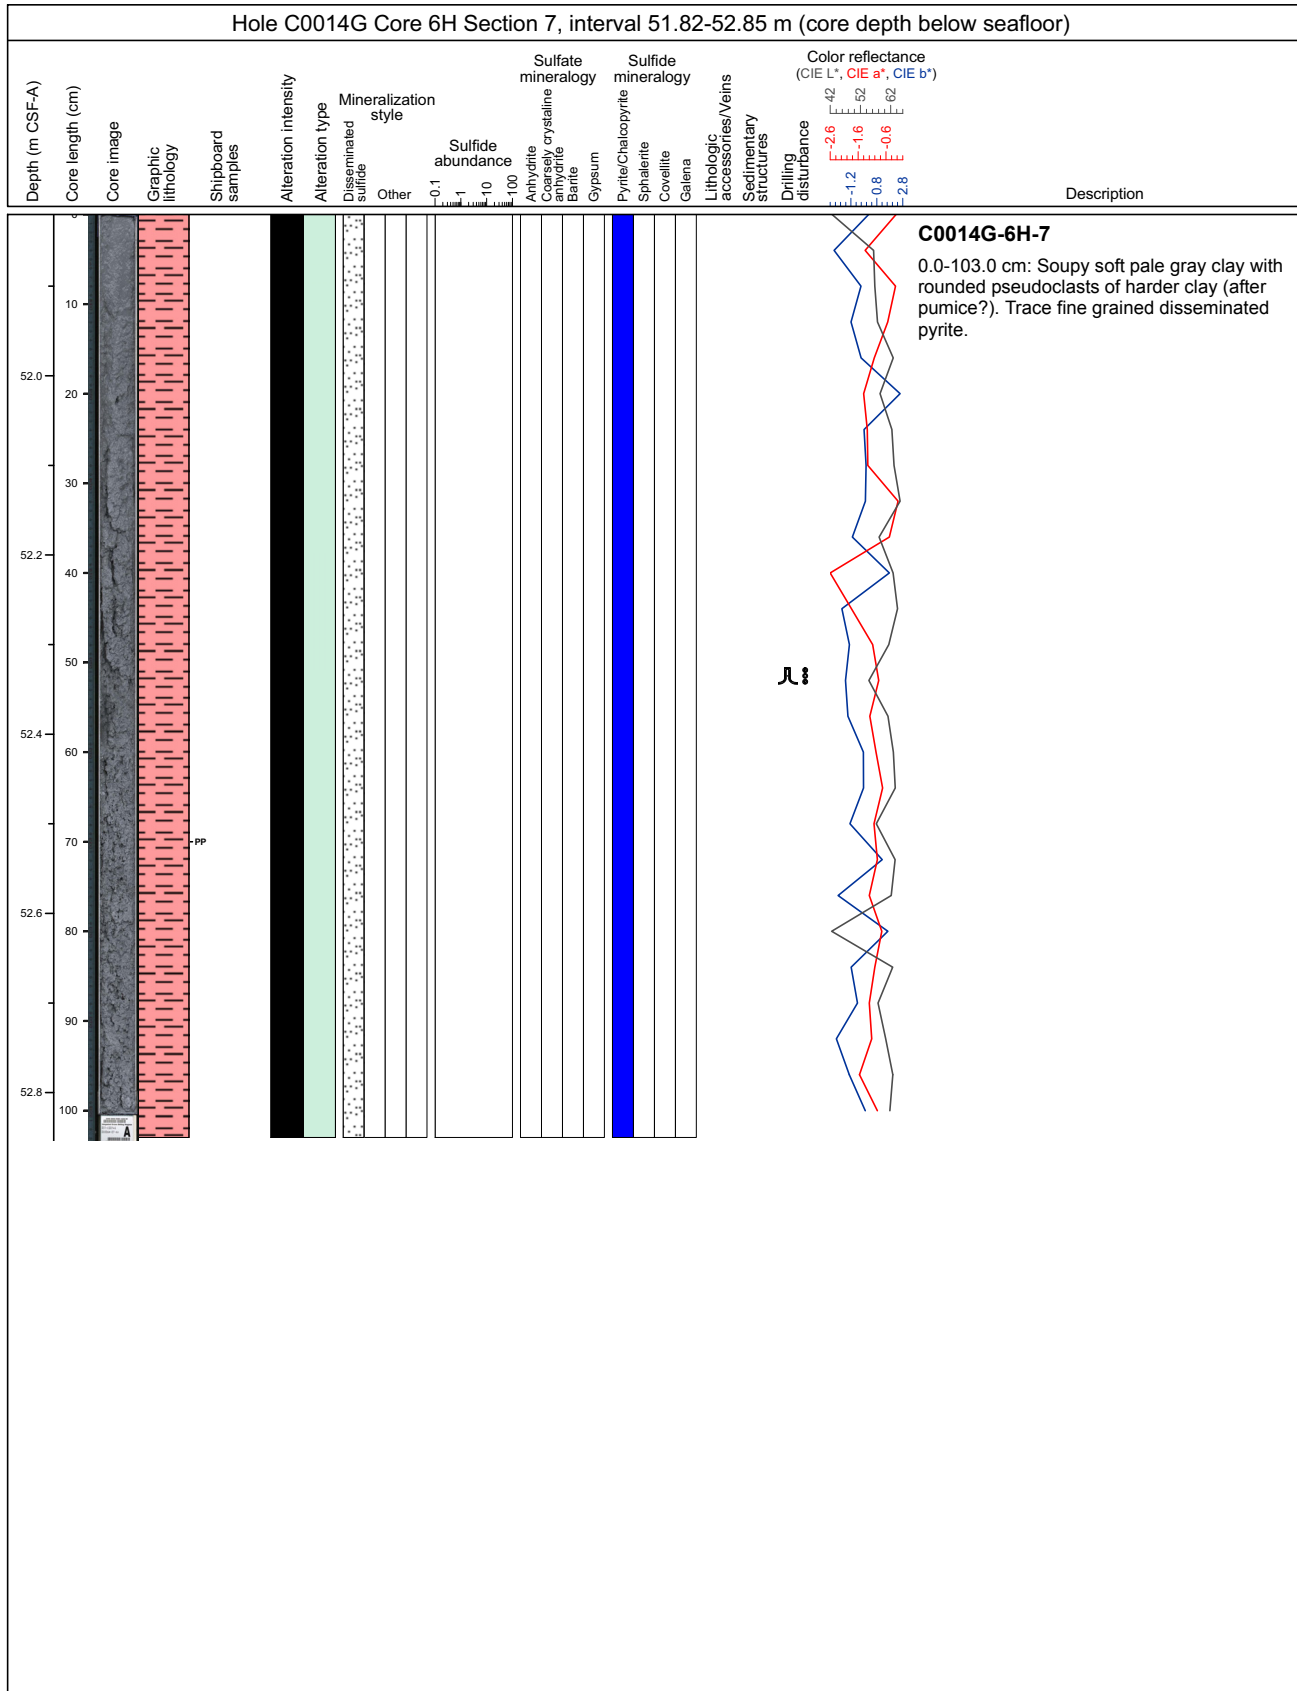 Hole C0014G Core 6H Section 7, interval 51.82-52.85 m (core depth below seafloor)
Depth (m CSF-A)
Core length (cm)
Core image
Graphic
lithology
Shipboard
samples
Alteration intensity
Alteration type
Mineralization
style
Disseminated
sulfide
Other
Sulfide
abundance
0.1
1
10
100
Sulfate
mineralogy
Anhydrite
Coarsely crystaline
anhydrite
Barite
Gypsum
Sulfide
mineralogy
Pyrite/Chalcopyrite
Sphalerite
Covellite
Galena
Lithologic
accessories/Veins
Sedimentary
structures
Drilling
disturbance
Color reflectance
(CIE L*, CIE a*, CIE b*)
42
52
62
-2.6
-1.6
-0.6
-1.2
0.8
2.8
Description
C0014G-6H-7
0.0-103.0 cm: Soupy soft pale gray clay with
rounded pseudoclasts of harder clay (after
pumice?). Trace fine grained disseminated
pyrite.
0
10
52.0
20
30
52.2
40
50
52.4
60
70
PP
52.6
80
90
52.8
100
A